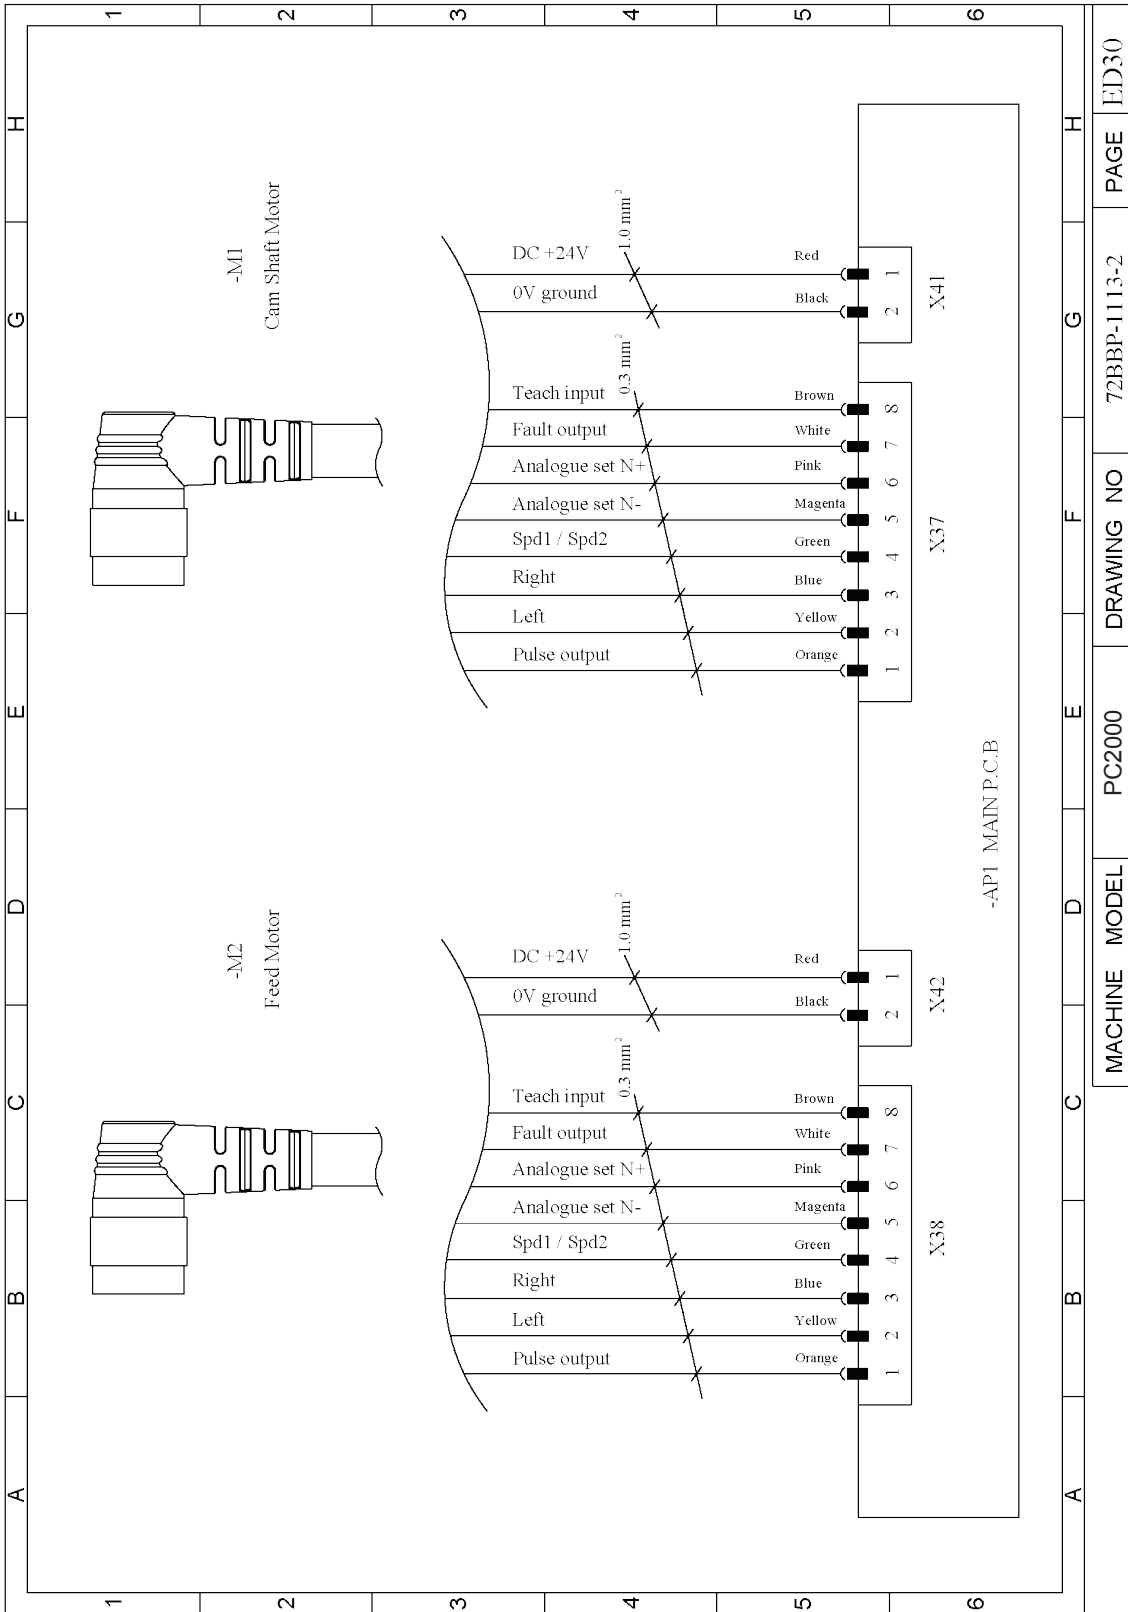 1 2 3 4 5 6
H
G
F
E
D
C
B
A
-M1
Cam Shaft Motor
DC +24V
0V ground
1.0 mm²
Red
Black
1
2
X41
Teach input
Fault output
Analogue set N+
Analogue set N-
Spd1 / Spd2
Right
Left
Pulse output
0.3 mm²
Brown
White
Pink
Magenta
Green
Blue
Yellow
Orange
8
7
6
5
4
3
2
1
X37
-M2
Feed Motor
DC +24V
0V ground
1.0 mm²
Red
Black
1
2
X42
Teach input
Fault output
Analogue set N+
Analogue set N-
Spd1 / Spd2
Right
Left
Pulse output
0.3 mm²
Brown
White
Pink
Magenta
Green
Blue
Yellow
Orange
8
7
6
5
4
3
2
1
X38
-AP1 MAIN P.C.B
H
G
F
E
D
C
B
A
1 2 3 4 5 6
MACHINE MODEL PC2000 DRAWING NO 72BBP-1113-2 PAGE ED30